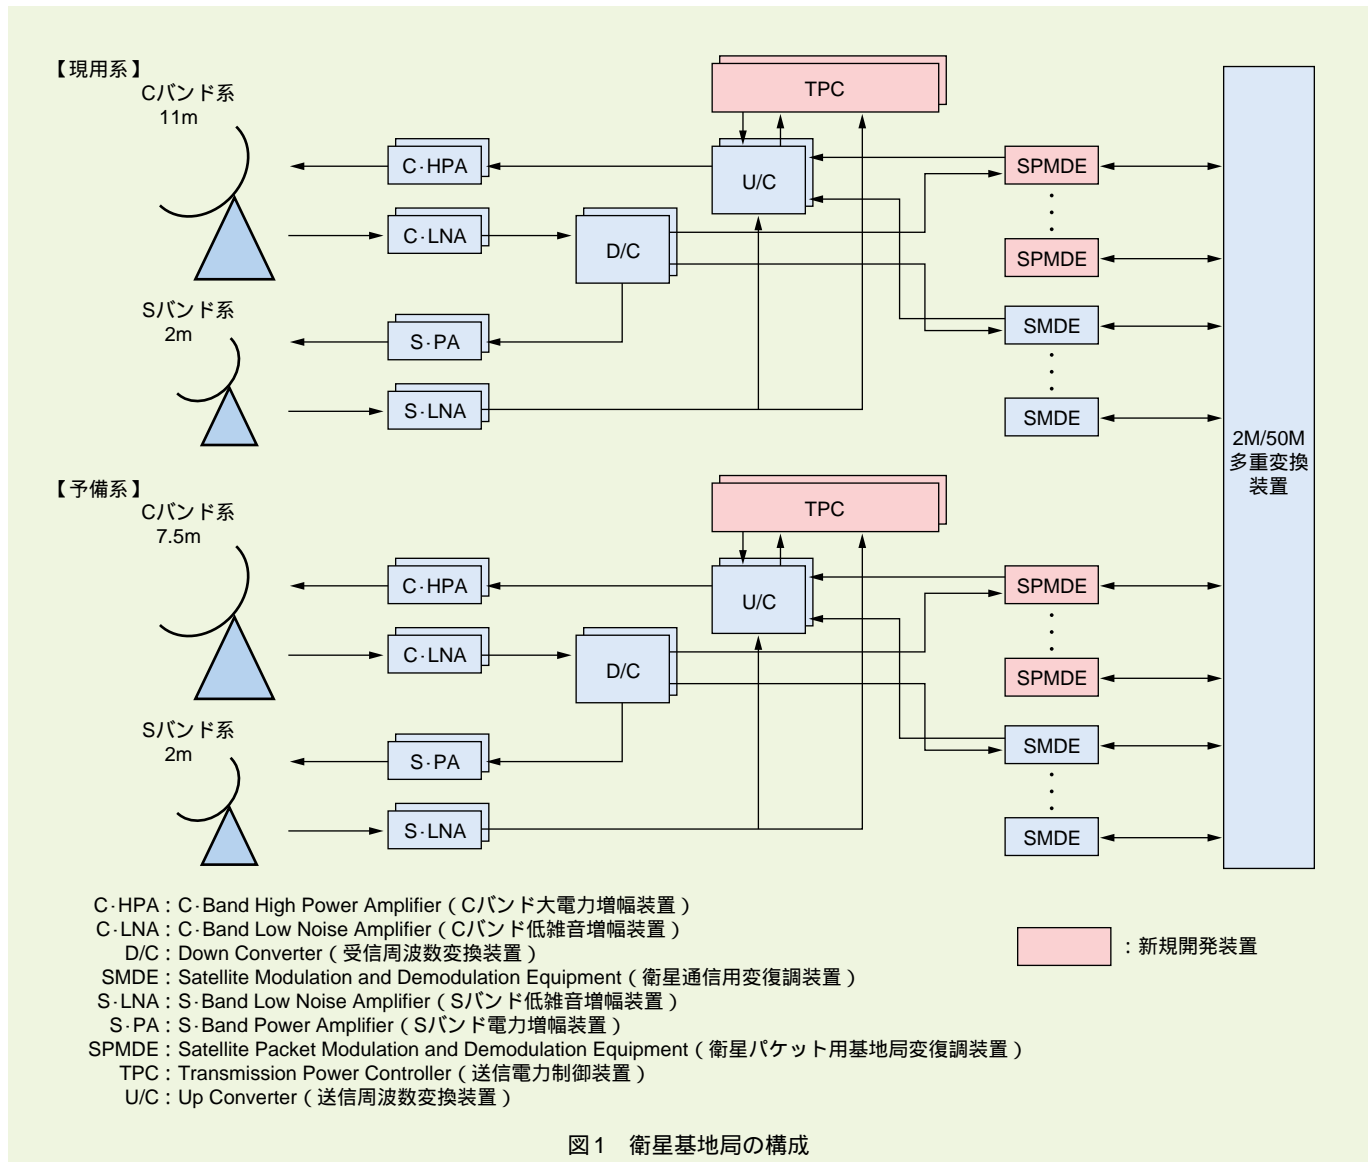 【現用系】
Cバンド系
11m
TPC
C·HPA
U/C
SPMDE
C·LNA
D/C
SPMDE
Sバンド系
2m
S·PA
SMDE
S·LNA
SMDE
2M/50M
多重変換
装置
【予備系】
Cバンド系
7.5m
TPC
C·HPA
U/C
SPMDE
C·LNA
D/C
SPMDE
Sバンド系
2m
S·PA
SMDE
S·LNA
SMDE
C·HPA：C·Band High Power Amplifier（Cバンド大電力増幅装置）
C·LNA：C·Band Low Noise Amplifier（Cバンド低雑音増幅装置）
D/C：Down Converter（受信周波数変換装置）
SMDE：Satellite Modulation and Demodulation Equipment（衛星通信用変復調装置）
S·LNA：S·Band Low Noise Amplifier（Sバンド低雑音増幅装置）
S·PA：S·Band Power Amplifier（Sバンド電力増幅装置）
SPMDE：Satellite Packet Modulation and Demodulation Equipment（衛星パケット用基地局変復調装置）
TPC：Transmission Power Controller（送信電力制御装置）
U/C：Up Converter（送信周波数変換装置）
：新規開発装置
図1　衛星基地局の構成